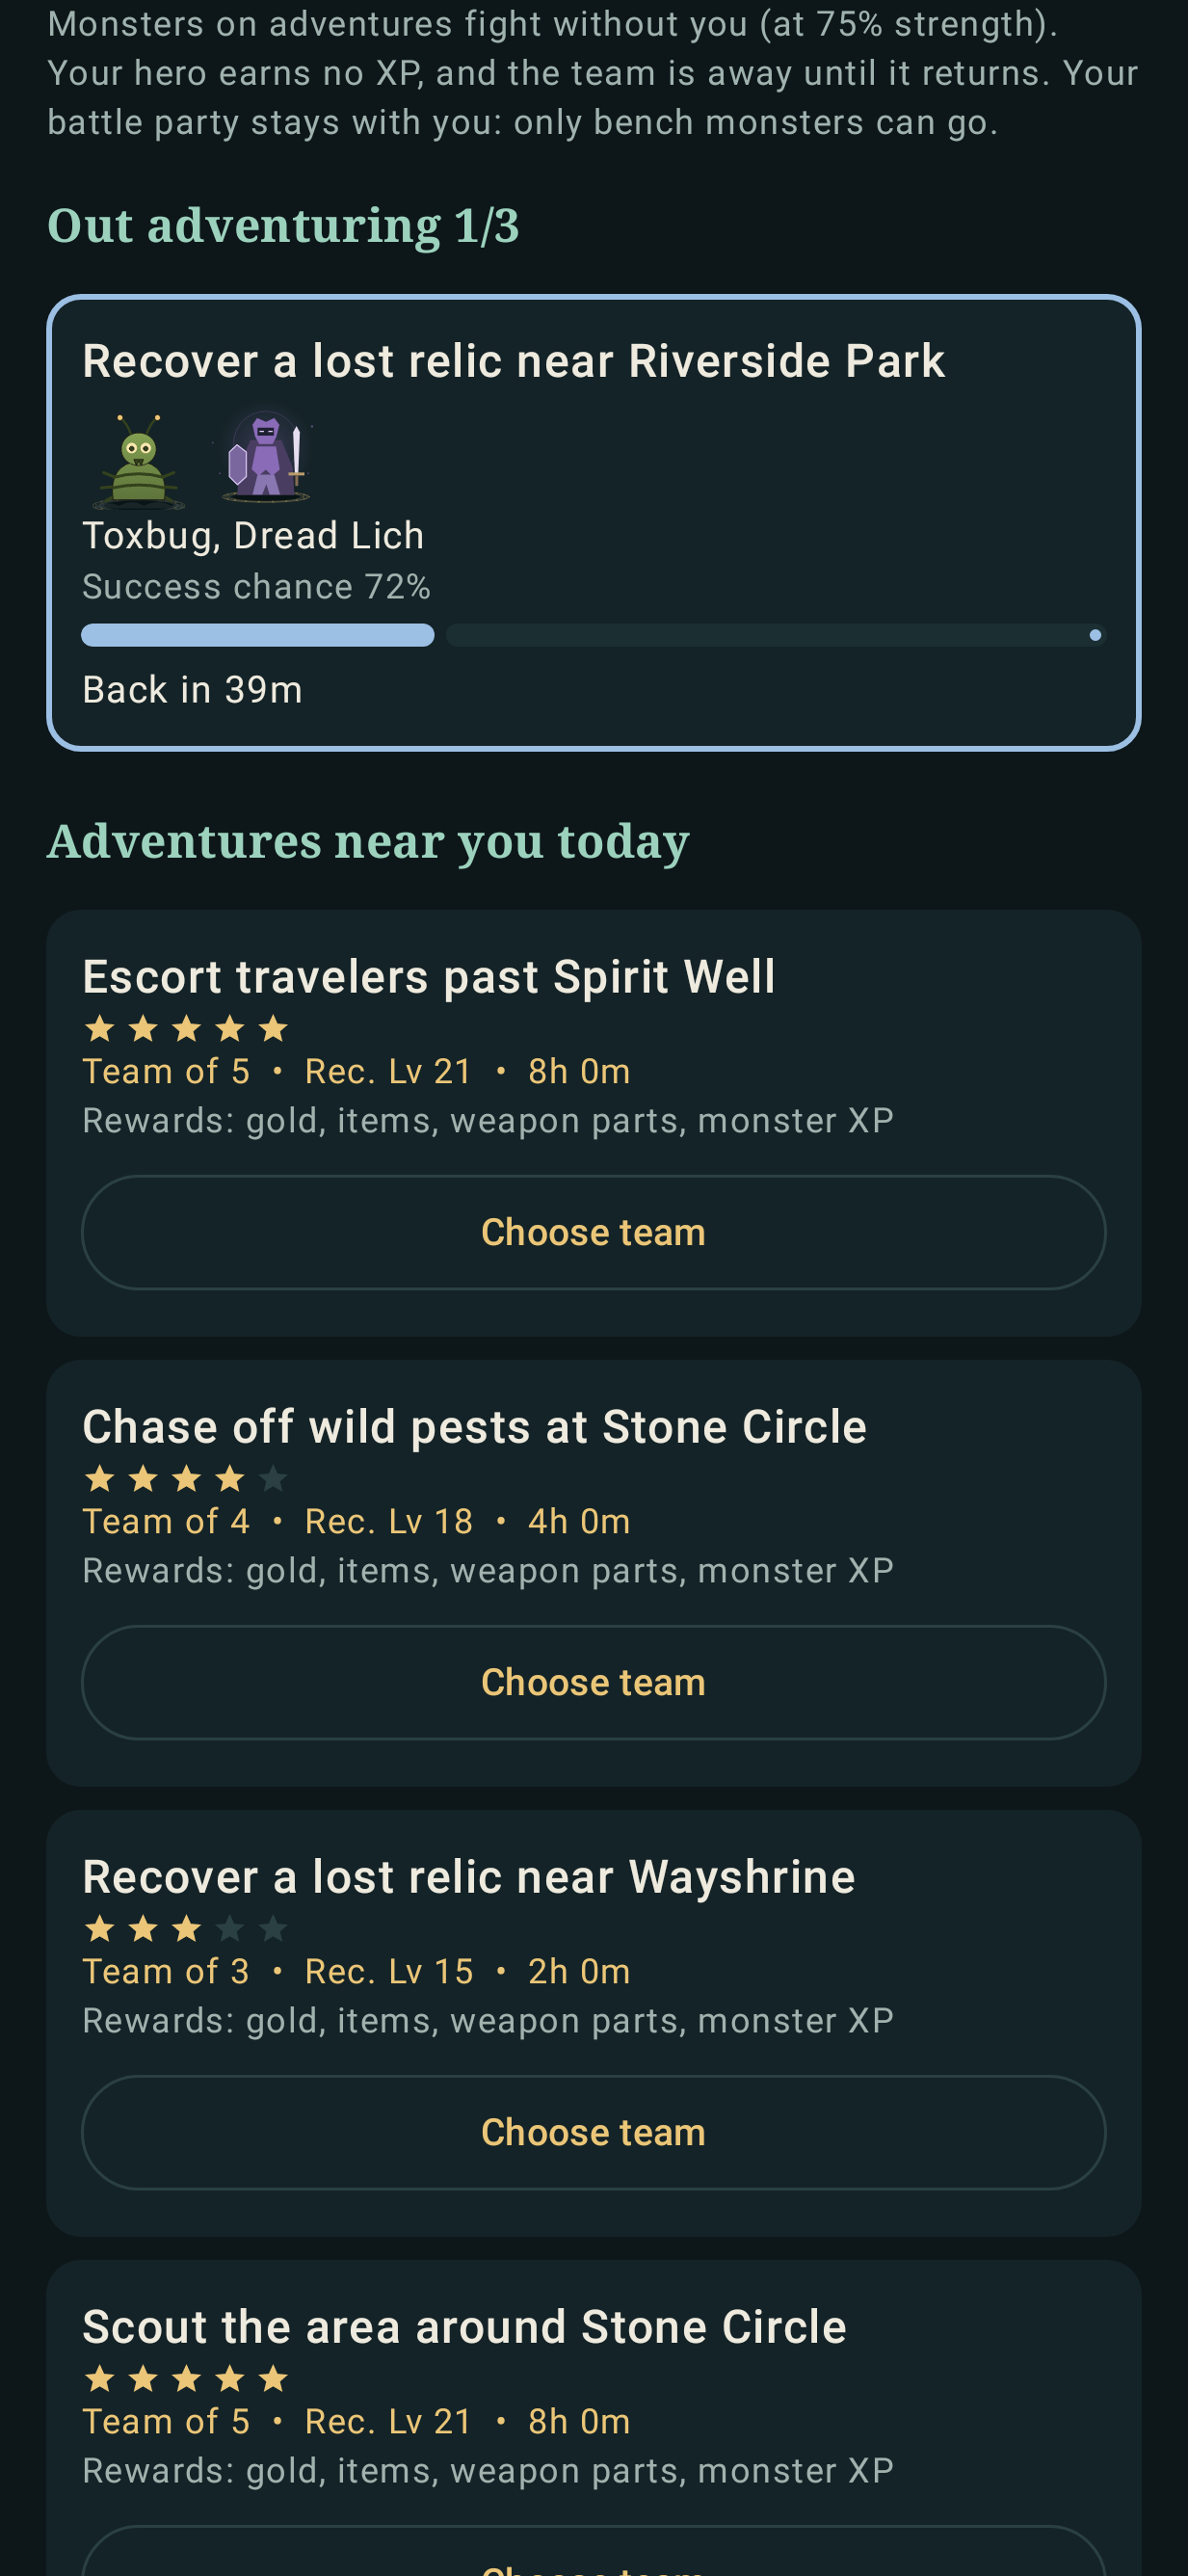 Monsters on adventures fight without you (at 75% strength).
Your hero earns no XP, and the team is away until it returns. Your
battle party stays with you: only bench monsters can go.
Out adventuring 1/3
Recover a lost relic near Riverside Park
Toxbug, Dread Lich
Success chance 72%
Back in 39m
Adventures near you today
Escort travelers past Spirit Well
Team of 5 • Rec. Lv 21 • 8h 0m
Rewards: gold, items, weapon parts, monster XP
Choose team
Chase off wild pests at Stone Circle
Team of 4 • Rec. Lv 18 • 4h 0m
Rewards: gold, items, weapon parts, monster XP
Choose team
Recover a lost relic near Wayshrine
Team of 3 • Rec. Lv 15 • 2h 0m
Rewards: gold, items, weapon parts, monster XP
Choose team
Scout the area around Stone Circle
Team of 5 • Rec. Lv 21 • 8h 0m
Rewards: gold, items, weapon parts, monster XP